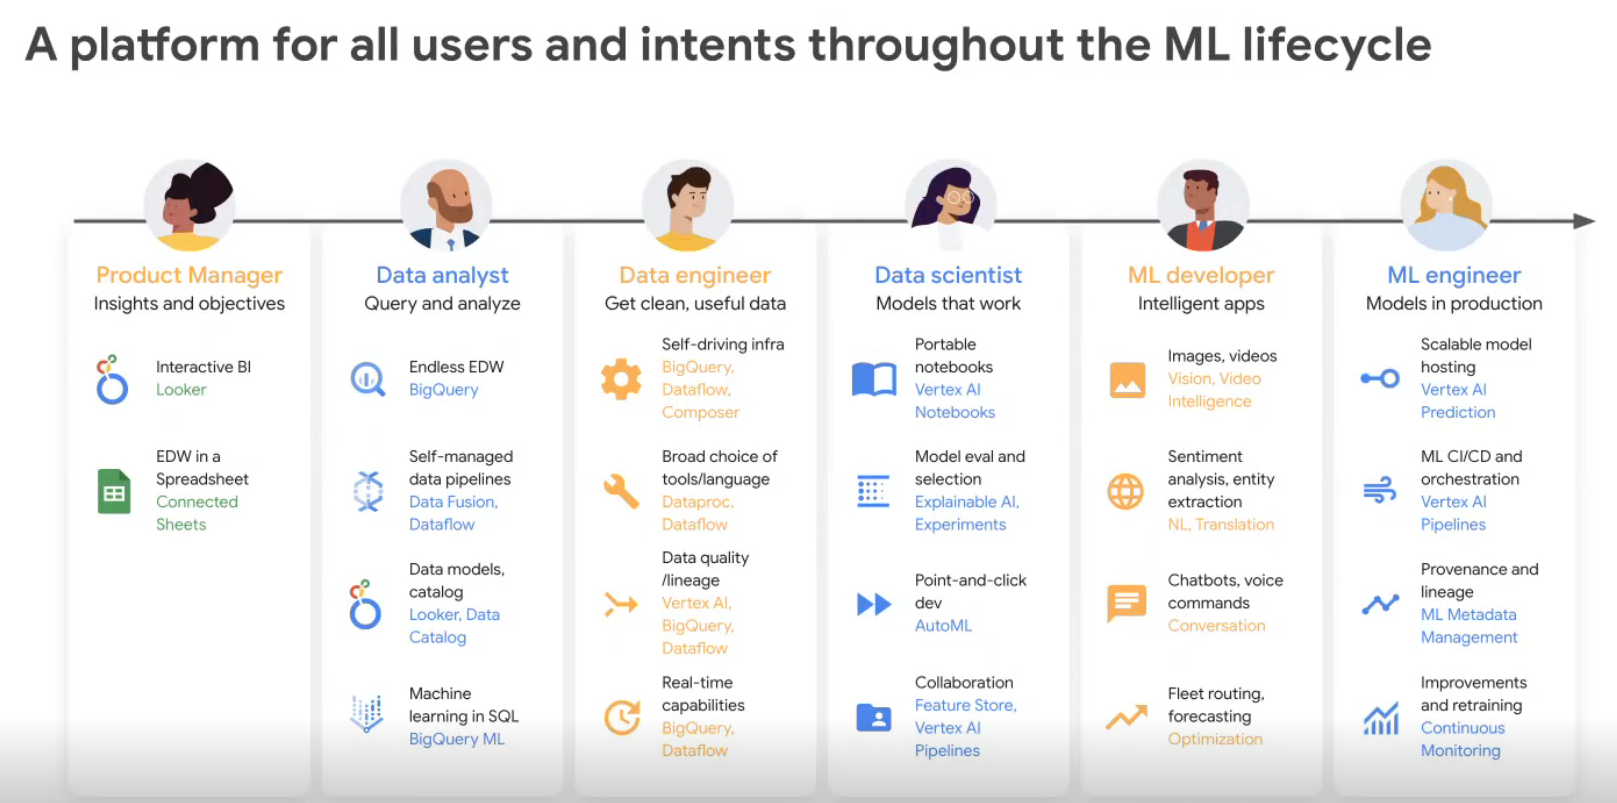 A platform for all users and intents throughout the ML lifecycle
Product Manager
Insights and objectives
Interactive BI
Looker
EDW in a
Spreadsheet
Connected
Sheets
Data analyst
Query and analyze
Endless EDW
BigQuery
Self-managed
data pipelines
Data Fusion,
Dataflow
Data models,
catalog
Looker, Data
Catalog
Machine
learning in SQL
BigQuery ML
Data engineer
Get clean, useful data
Self-driving infra
BigQuery,
Dataflow,
Composer
Broad choice of
tools/language
Dataproc,
Dataflow
Data quality
/lineage
Vertex AI,
BigQuery,
Dataflow
Real-time
capabilities
BigQuery,
Dataflow
Data scientist
Models that work
Portable
notebooks
Vertex AI
Notebooks
Model eval and
selection
Explainable AI,
Experiments
Point-and-click
dev
AutoML
Collaboration
Feature Store,
Vertex AI
Pipelines
ML developer
Intelligent apps
Images, videos
Vision, Video
Intelligence
Sentiment
analysis, entity
extraction
NL, Translation
Chatbots, voice
commands
Conversation
Fleet routing,
forecasting
Optimization
ML engineer
Models in production
Scalable model
hosting
Vertex AI
Prediction
ML CI/CD and
orchestration
Vertex AI
Pipelines
Provenance and
lineage
ML Metadata
Management
Improvements
and retraining
Continuous
Monitoring